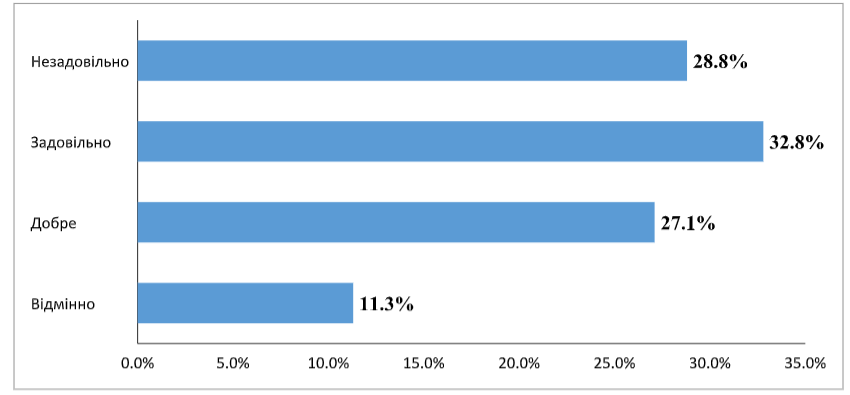 Незадовільно 28.8%
Задовільно 32.8%
Добре 27.1%
Відмінно 11.3%
0.0% 5.0% 10.0% 15.0% 20.0% 25.0% 30.0% 35.0%